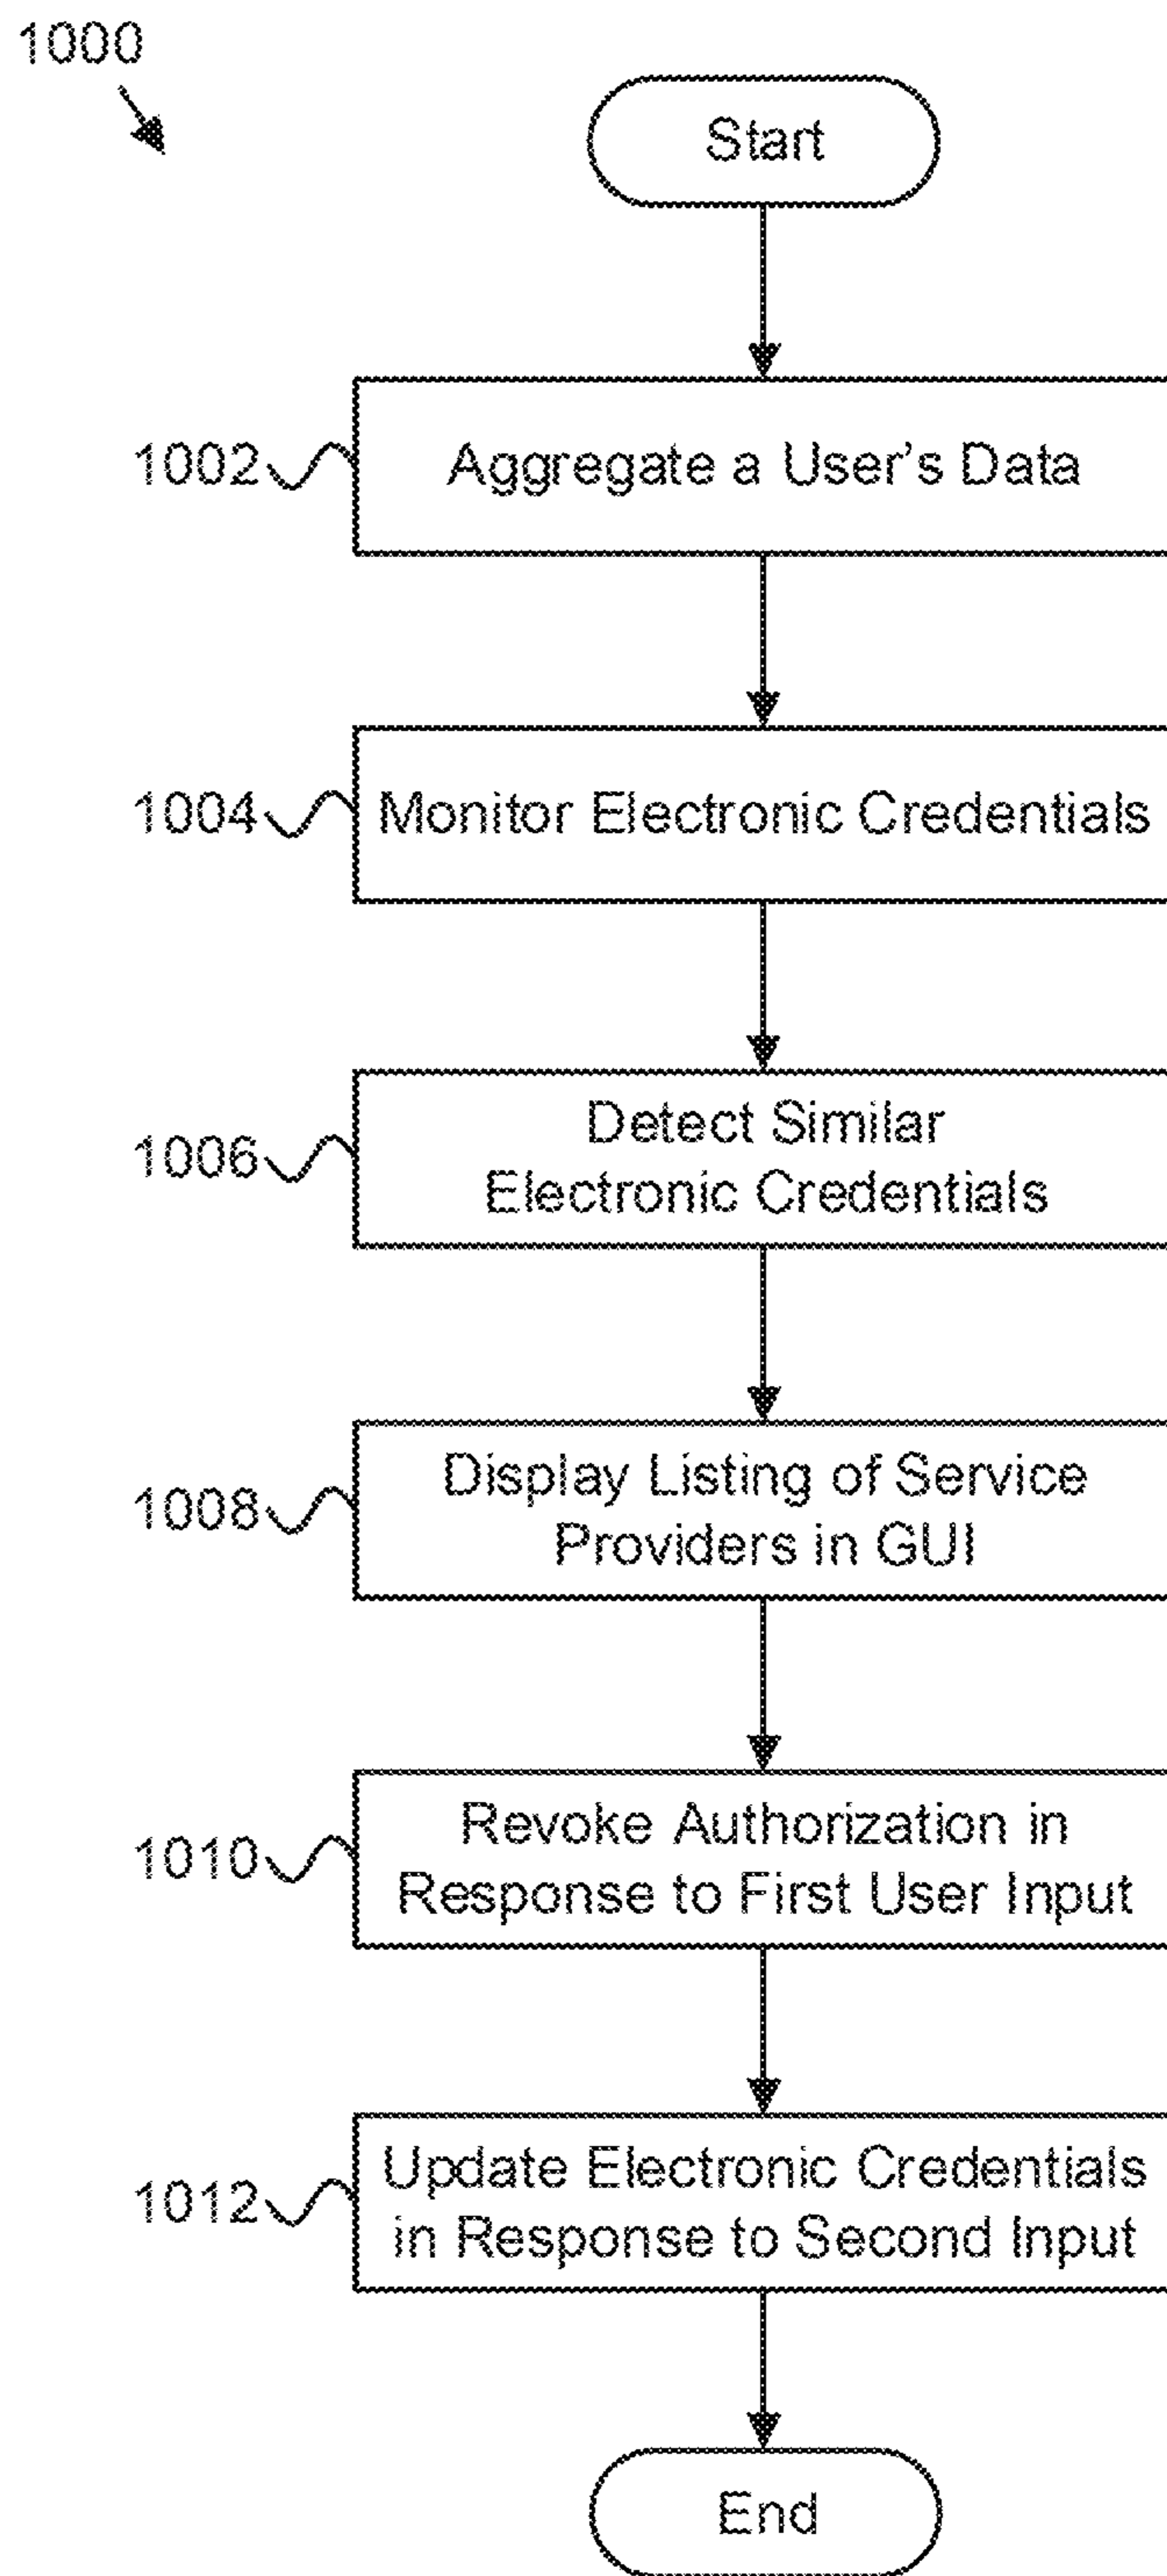 1000
Start
1002
Aggregate a User's Data
1004
Monitor Electronic Credentials
1006
Detect Similar
Electronic Credentials
1008
Display Listing of Service
Providers in GUI
1010
Revoke Authorization in
Response to First User Input
1012
Update Electronic Credentials
in Response to Second Input
End